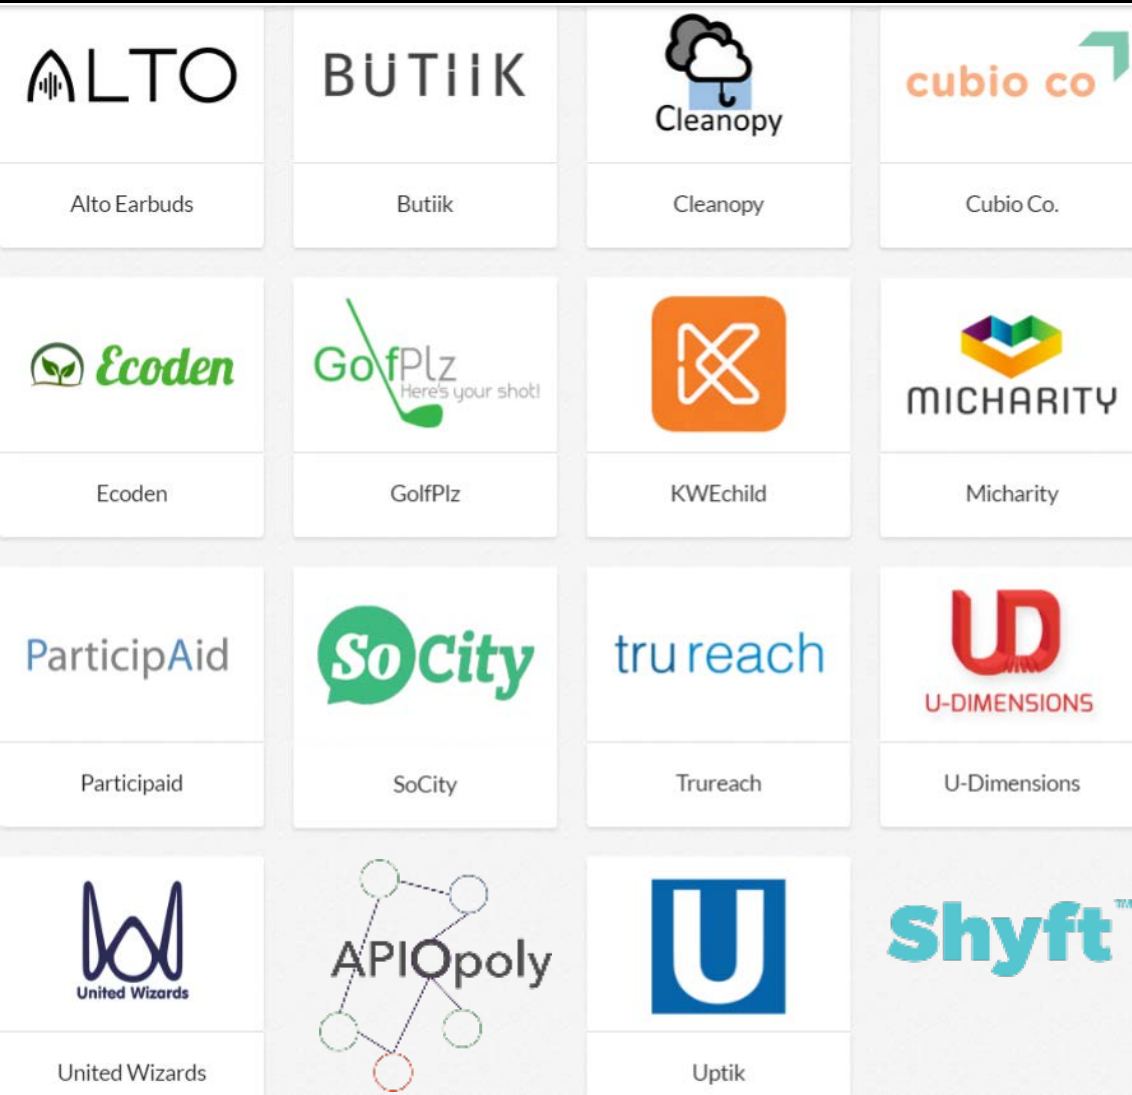 ALTO
BUTIIK
Cleanopy
cubio co
Alto Earbuds
Butiik
Cleanopy
Cubio Co.
Ecoden
GolfPlz
Here's your shot!
K
MICHARITY
Ecoden
GolfPlz
KWEchild
Micharity
ParticipAid
SoCity
tru reach
UD
U-DIMENSIONS
Participaid
SoCity
Trureach
U-Dimensions
W
United Wizards
APIOpoly
U
Shyft™
United Wizards
Uptik